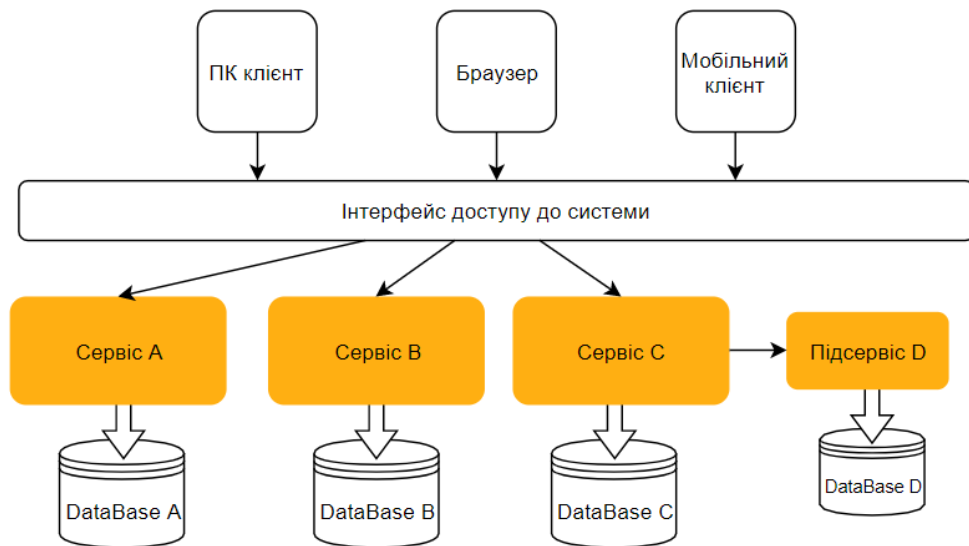 ПК клієнт
Браузер
Мобільний
клієнт
Інтерфейс доступу до системи
Сервіс A
Сервіс B
Сервіс C
Підсервіс D
DataBase A
DataBase B
DataBase C
DataBase D